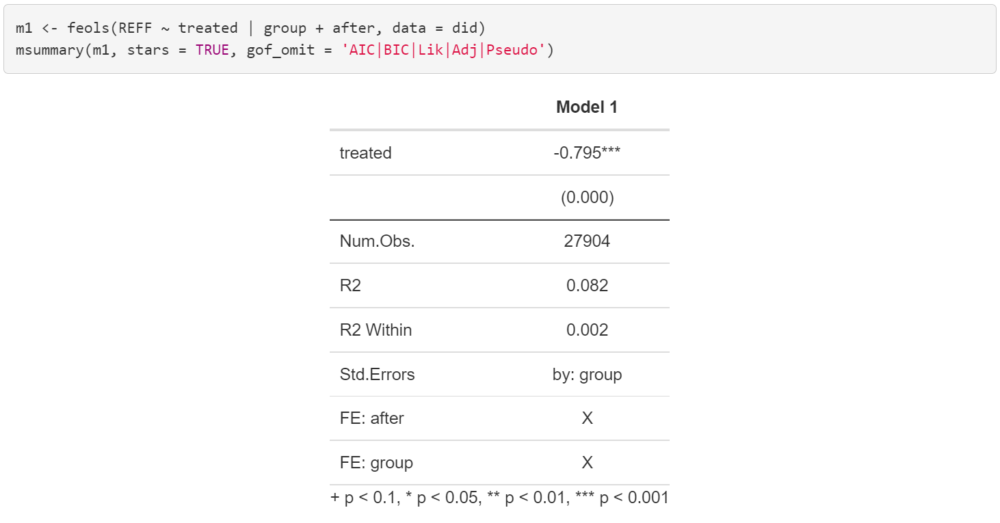 m1 <- feols(REFF ~ treated | group + after, data = did)
msummary(m1, stars = TRUE, gof_omit = 'AIC|BIC|Lik|Adj|Pseudo')
Model 1
treated -0.795***
(0.000)
Num.Obs. 27904
R2 0.082
R2 Within 0.002
Std.Errors by: group
FE: after X
FE: group X
+ p < 0.1, * p < 0.05, ** p < 0.01, *** p < 0.001